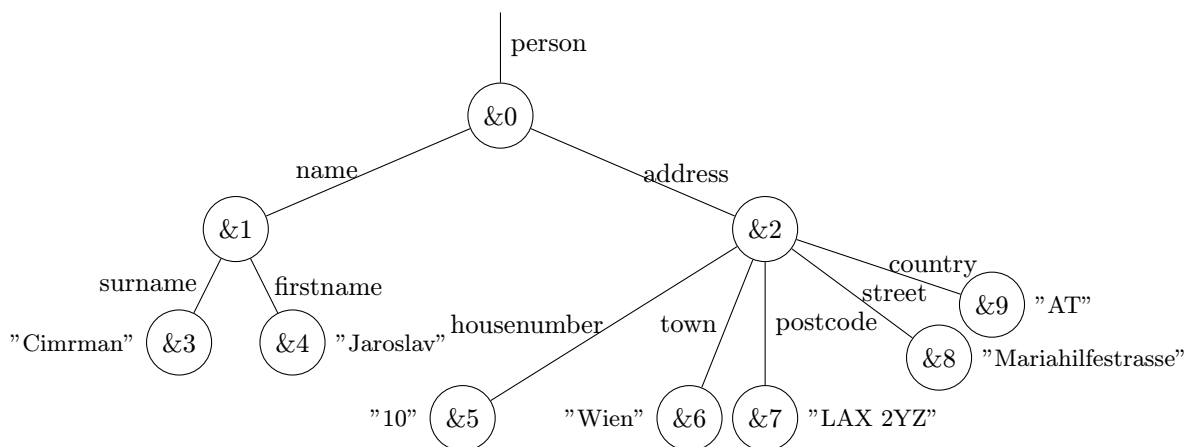 person
&0
name
address
&1
&2
surname
firstname
country
street
housenumber
town
postcode
&9 "AT"
"Cimrman" &3
&4 "Jaroslav"
&8 "Mariahilfestrasse"
"10" &5
"Wien" &6
&7 "LAX 2YZ"